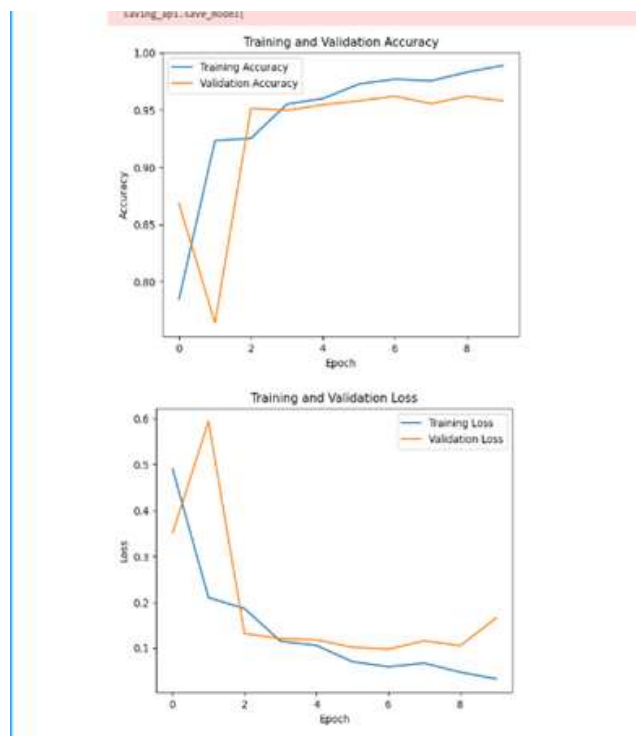 saving_api.save_model(
Training and Validation Accuracy
1.00
Training Accuracy
Validation Accuracy
0.95
0.90
0.85
0.80
Accuracy
0 2 4 6 8
Epoch
Training and Validation Loss
0.6
Training Loss
Validation Loss
0.5
0.4
0.3
0.2
0.1
Loss
0 2 4 6 8
Epoch